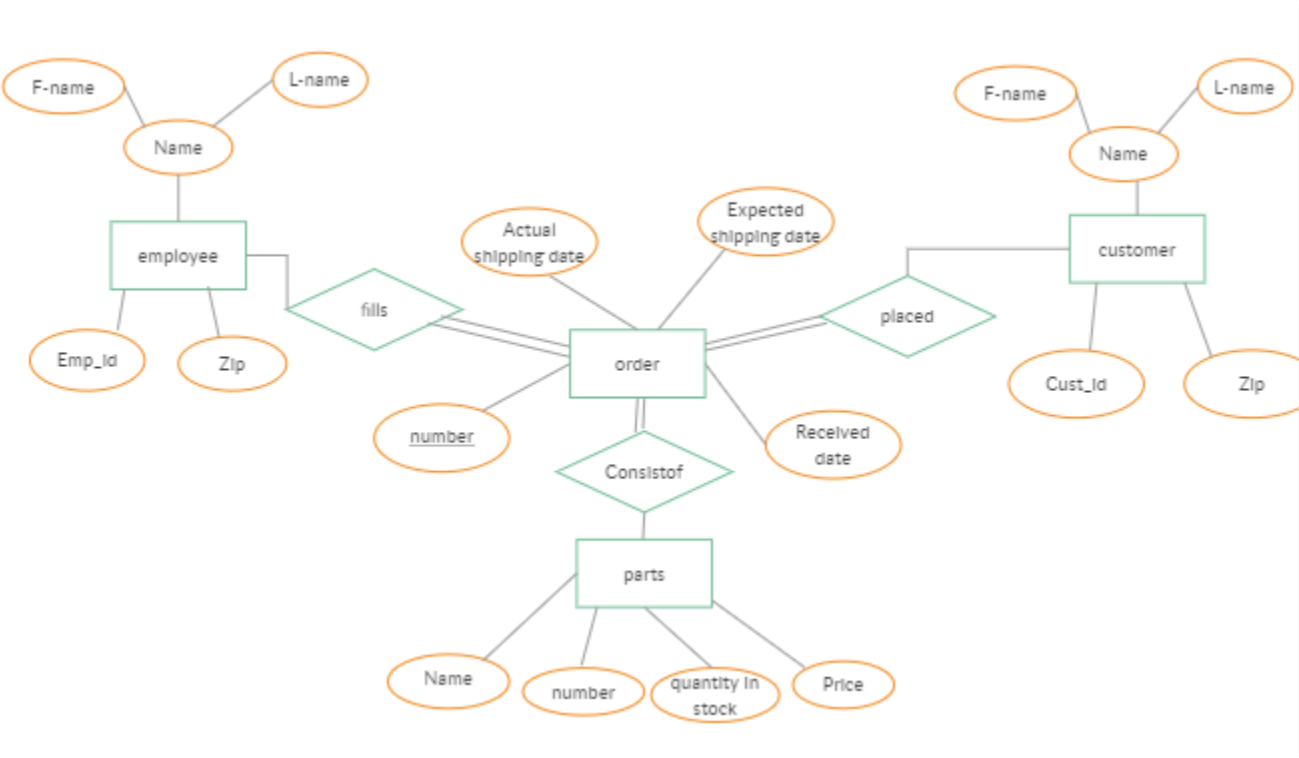 F-name
L-name
Name
F-name
L-name
Name
employee
Actual
shipping date
Expected
shipping date
customer
fills
placed
Emp_Id
Zip
order
Cust_Id
Zip
number
Received
date
Consistof
parts
Name
number
quantity in
stock
Price